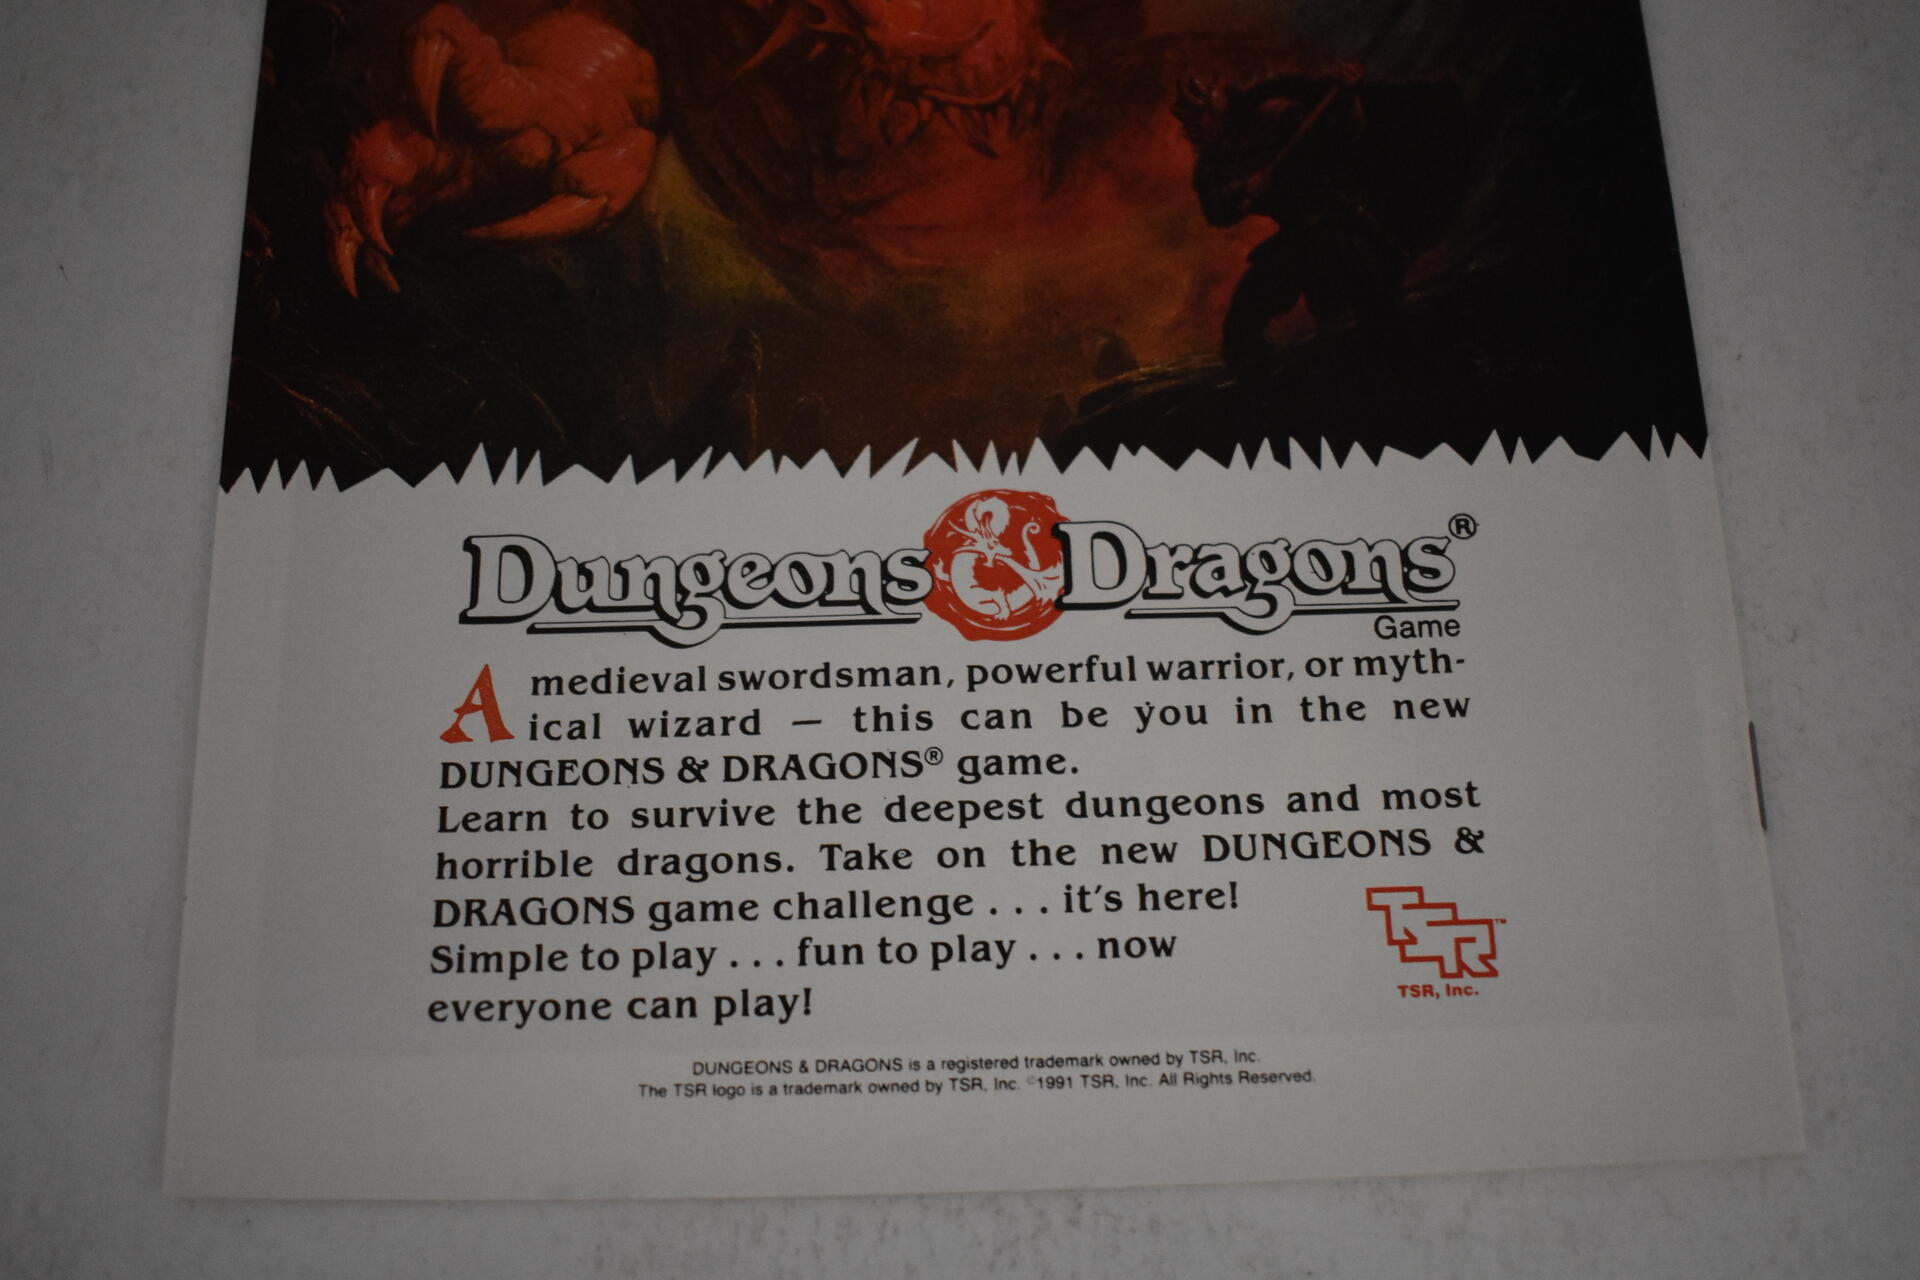 Dungeons & Dragons®
Game
A medieval swordsman, powerful warrior, or myth-
ical wizard — this can be you in the new
DUNGEONS & DRAGONS® game.
Learn to survive the deepest dungeons and most
horrible dragons. Take on the new DUNGEONS &
DRAGONS game challenge . . . it's here!
Simple to play . . . fun to play . . . now
everyone can play!
TSR™
TSR, Inc.
DUNGEONS & DRAGONS is a registered trademark owned by TSR, Inc.
The TSR logo is a trademark owned by TSR, Inc. ©1991 TSR, Inc. All Rights Reserved.